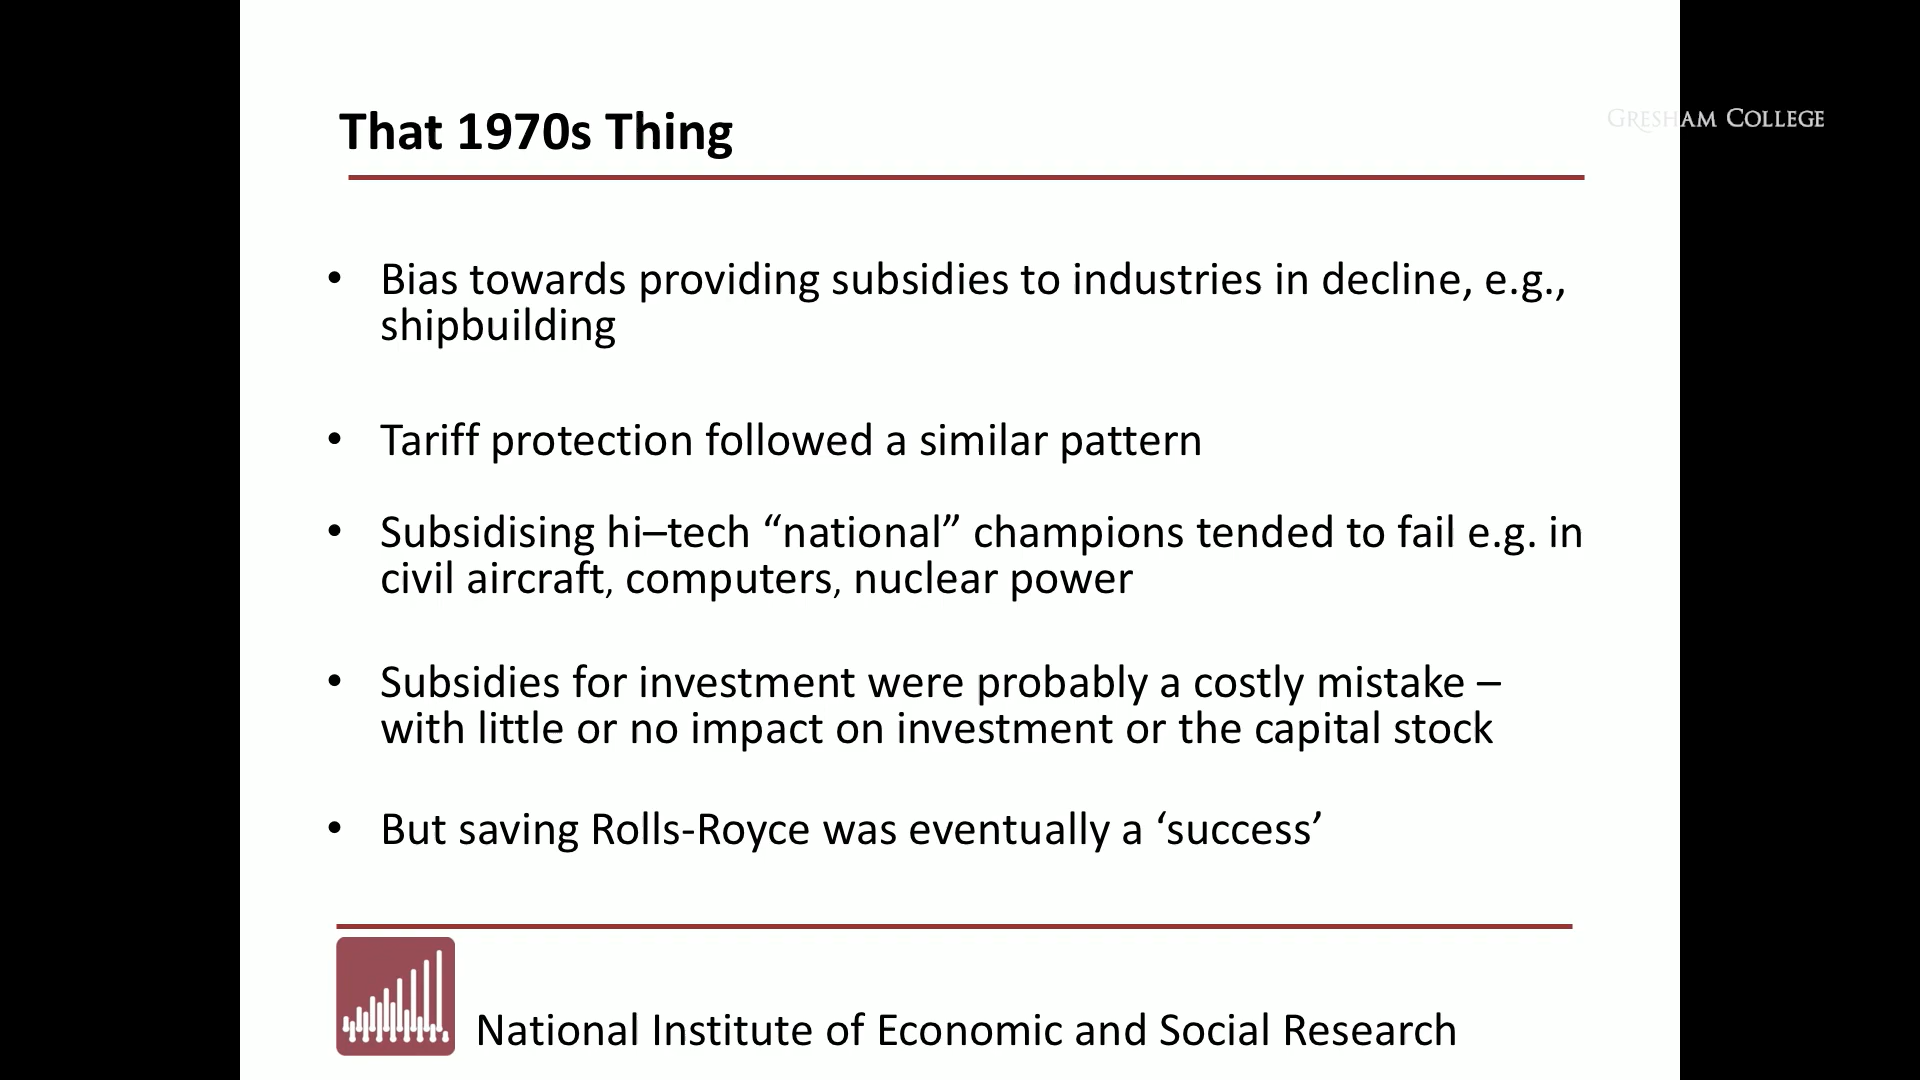 That 1970s Thing
GRESHAM COLLEGE
• Bias towards providing subsidies to industries in decline, e.g.,
shipbuilding
• Tariff protection followed a similar pattern
• Subsidising hi–tech “national” champions tended to fail e.g. in
civil aircraft, computers, nuclear power
• Subsidies for investment were probably a costly mistake –
with little or no impact on investment or the capital stock
• But saving Rolls-Royce was eventually a ‘success’
National Institute of Economic and Social Research